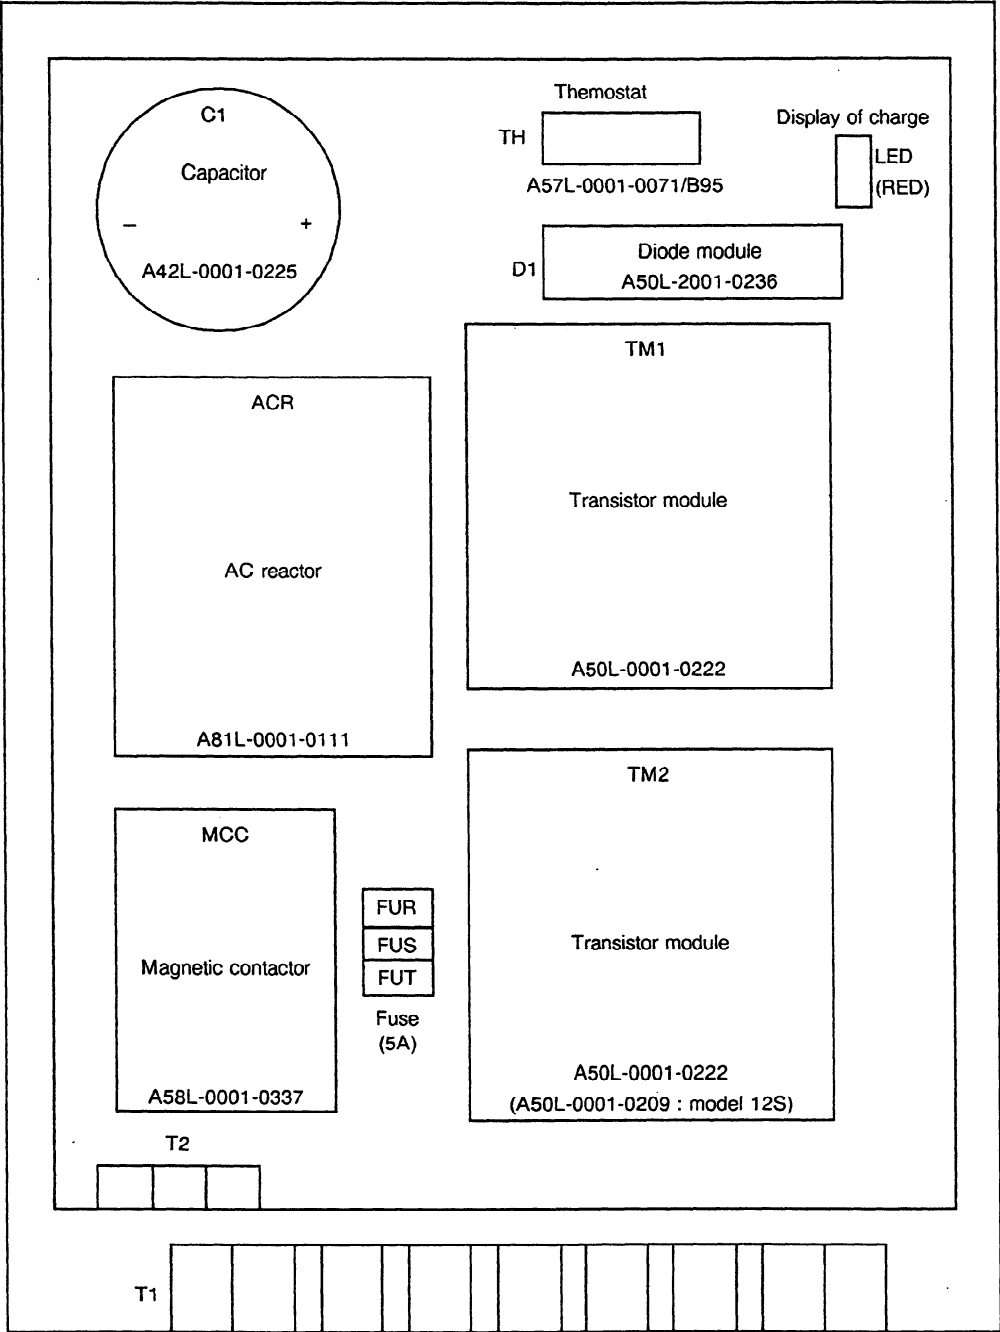 C1
Capacitor
− +
A42L-0001-0225
Themostat
TH
A57L-0001-0071/B95
Display of charge
LED
(RED)
D1
Diode module
A50L-2001-0236
TM1
Transistor module
A50L-0001-0222
ACR
AC reactor
A81L-0001-0111
TM2
Transistor module
A50L-0001-0222
(A50L-0001-0209 : model 12S)
MCC
Magnetic contactor
A58L-0001-0337
FUR
FUS
FUT
Fuse
(5A)
T2
T1